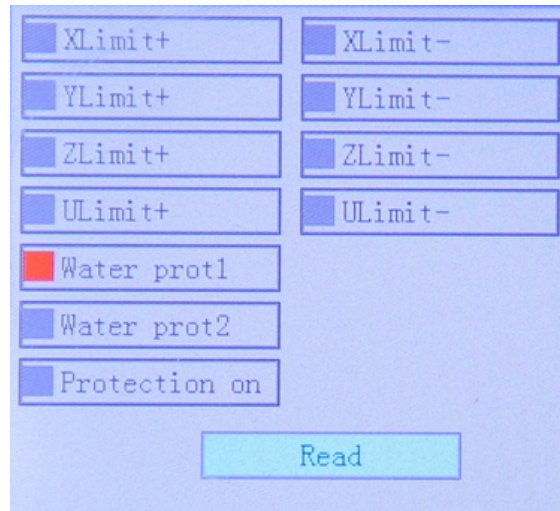 XLimit+ XLimit-
YLimit+ YLimit-
ZLimit+ ZLimit-
ULimit+ ULimit-
Water prot1
Water prot2
Protection on
Read